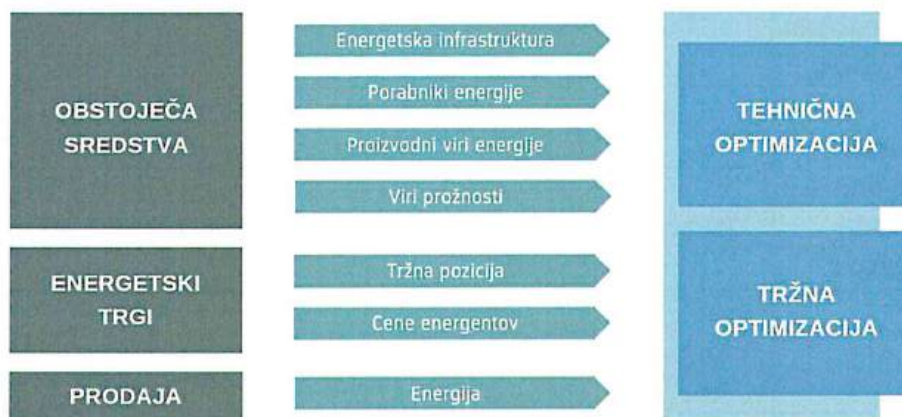 OBSTOJEČA
SREDSTVA
Energetska infrastruktura
Porabniki energije
Proizvodni viri energije
Viri prožnosti
TEHNIČNA
OPTIMIZACIJA
ENERGETSKI
TRGI
Tržna pozicija
Cene energentov
TRŽNA
OPTIMIZACIJA
PRODAJA
Energija